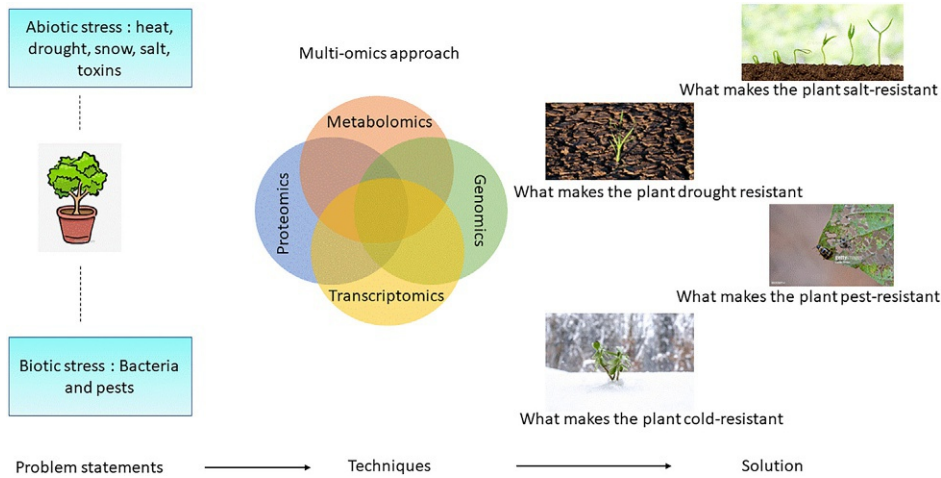 Abiotic stress : heat,
drought, snow, salt,
toxins
Multi-omics approach
Metabolomics
Proteomics
Genomics
Transcriptomics
What makes the plant salt-resistant
What makes the plant drought resistant
What makes the plant pest-resistant
What makes the plant cold-resistant
Biotic stress : Bacteria
and pests
Problem statements
Techniques
Solution